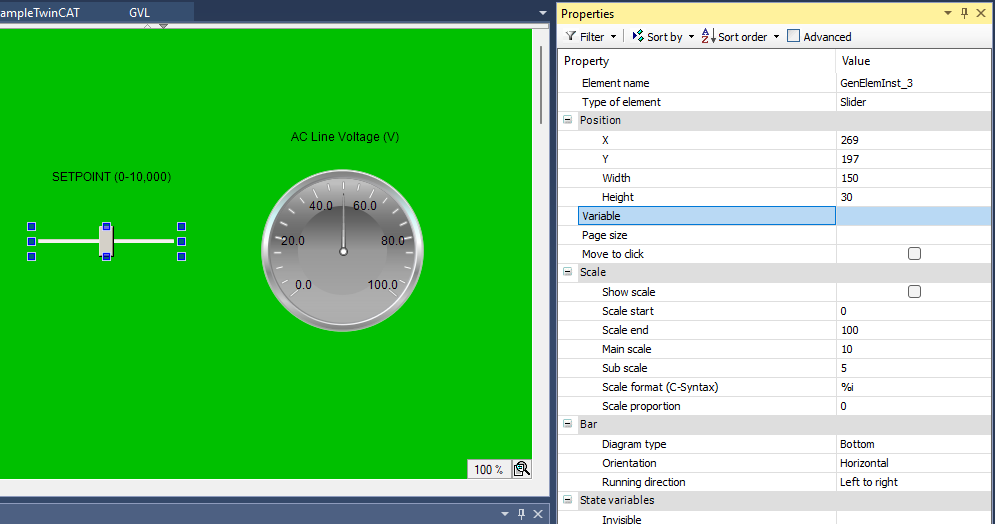 ampleTwinCAT GVL
SETPOINT (0-10,000)
AC Line Voltage (V)
40.0 60.0
20.0 80.0
0.0 100.0
100 %
Properties
Filter Sort by Sort order Advanced
Property Value
Element name GenElemInst_3
Type of element Slider
Position
X 269
Y 197
Width 150
Height 30
Variable
Page size
Move to click
Scale
Show scale
Scale start 0
Scale end 100
Main scale 10
Sub scale 5
Scale format (C-Syntax) %i
Scale proportion 0
Bar
Diagram type Bottom
Orientation Horizontal
Running direction Left to right
State variables
Invisible